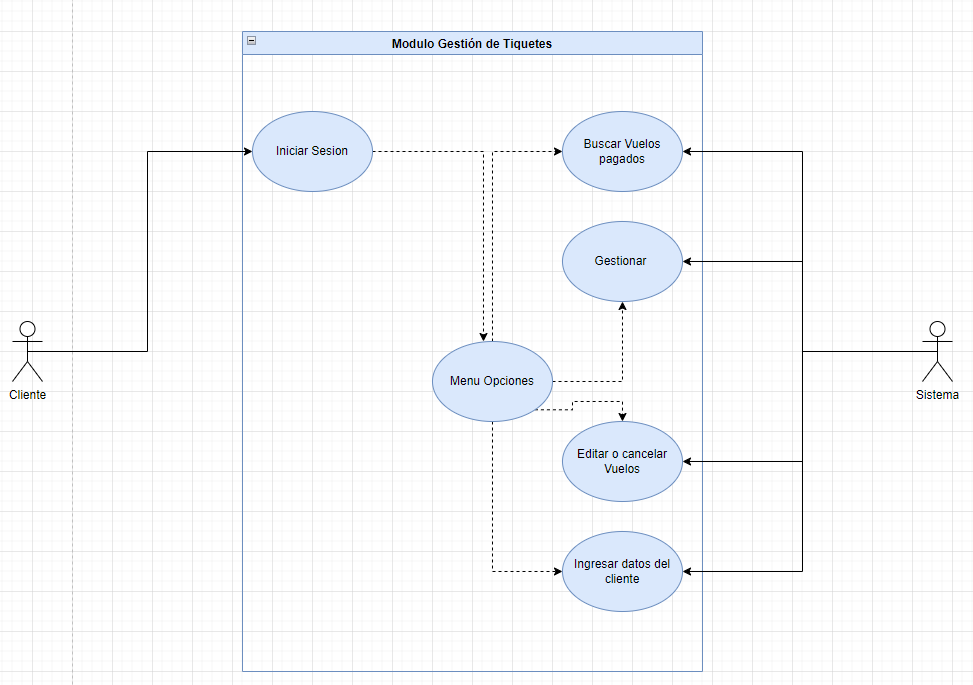 Modulo Gestión de Tiquetes
Iniciar Sesion
Buscar Vuelos
pagados
Gestionar
Menu Opciones
Cliente
Sistema
Editar o cancelar
Vuelos
Ingresar datos del
cliente